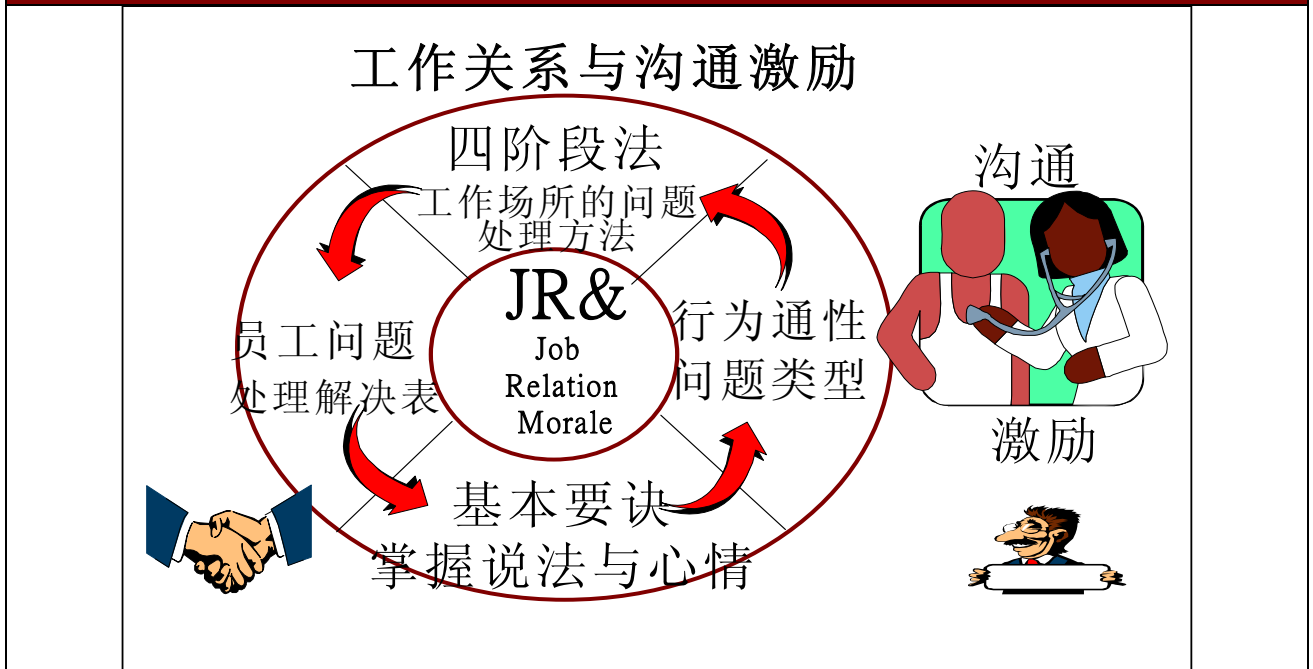 工作关系与沟通激励
四阶段法
工作场所的问题
处理方法
沟通
JR&
Job
Relation
Morale
行为通性
问题类型
员工问题
处理解决表
激励
基本要诀
掌握说法与心情